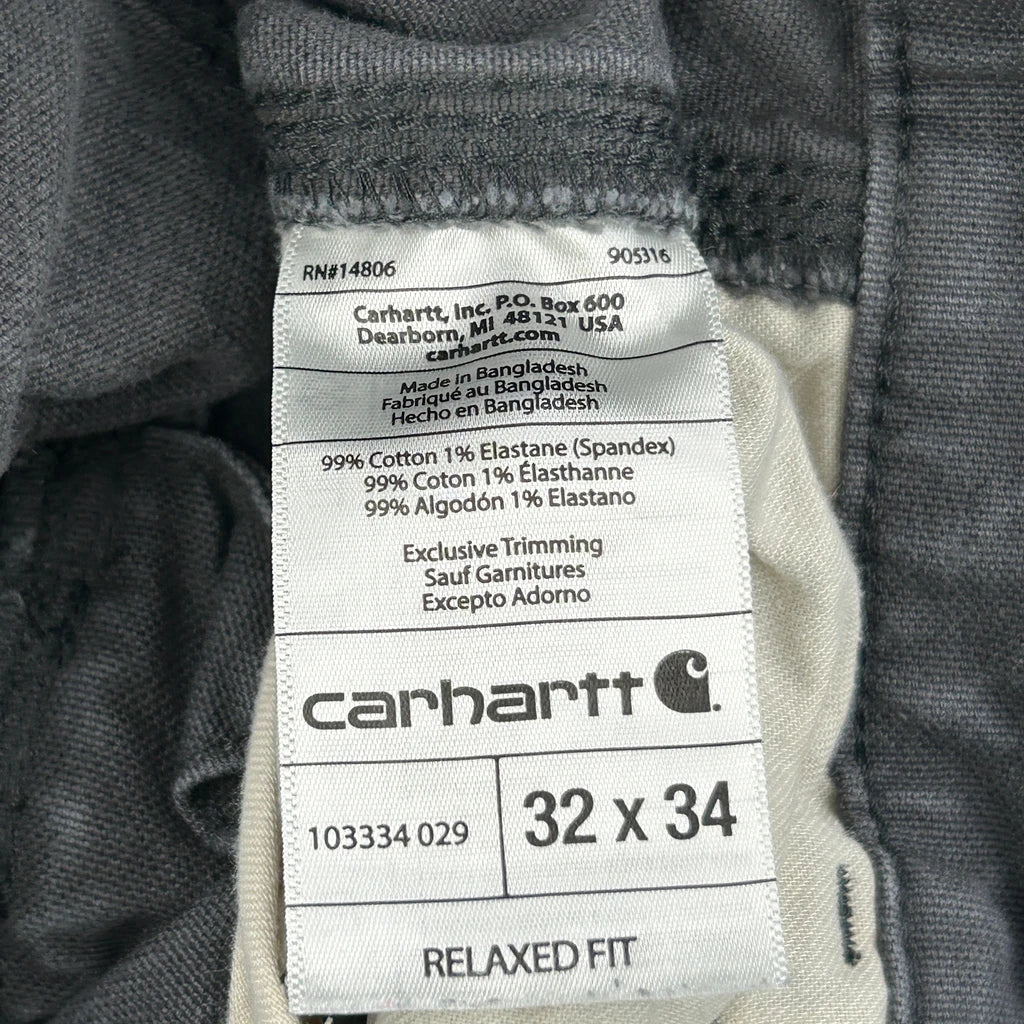 RN#14806 905316
Carhartt, Inc. P.O. Box 600
Dearborn, MI 48121 USA
carhartt.com
Made in Bangladesh
Fabriqué au Bangladesh
Hecho en Bangladesh
99% Cotton 1% Elastane (Spandex)
99% Coton 1% Élasthanne
99% Algodón 1% Elastano
Exclusive Trimming
Sauf Garnitures
Excepto Adorno
carhartt
103334 029 32 x 34
RELAXED FIT